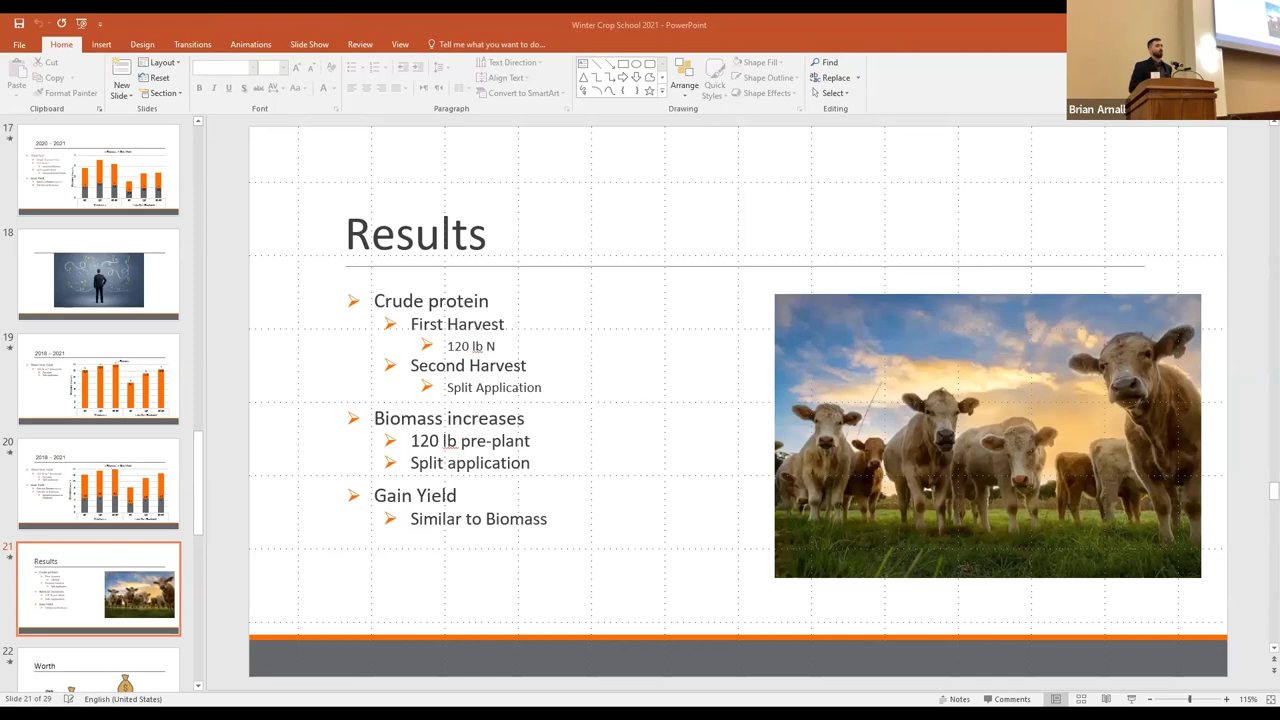 Winter Crop School 2021 - PowerPoint
File Home Insert Design Transitions Animations Slide Show Review View Tell me what you want to do...
Paste
Cut
Copy
Format Painter
Clipboard
New Slide
Layout
Reset
Section
Slides
Font
Text Direction
Align Text
Convert to SmartArt
Paragraph
Arrange
Quick Styles
Shape Fill
Shape Outline
Shape Effects
Drawing
Find
Replace
Select
Editing
Brian Arnall
17
2020 - 2021
18
19
2018 - 2021
20
2018 - 2021
21
Results
22
Worth
Results
Crude protein
First Harvest
120 lb N
Second Harvest
Split Application
Biomass increases
120 lb pre-plant
Split application
Gain Yield
Similar to Biomass
Slide 21 of 29 English (United States) Notes Comments 115%